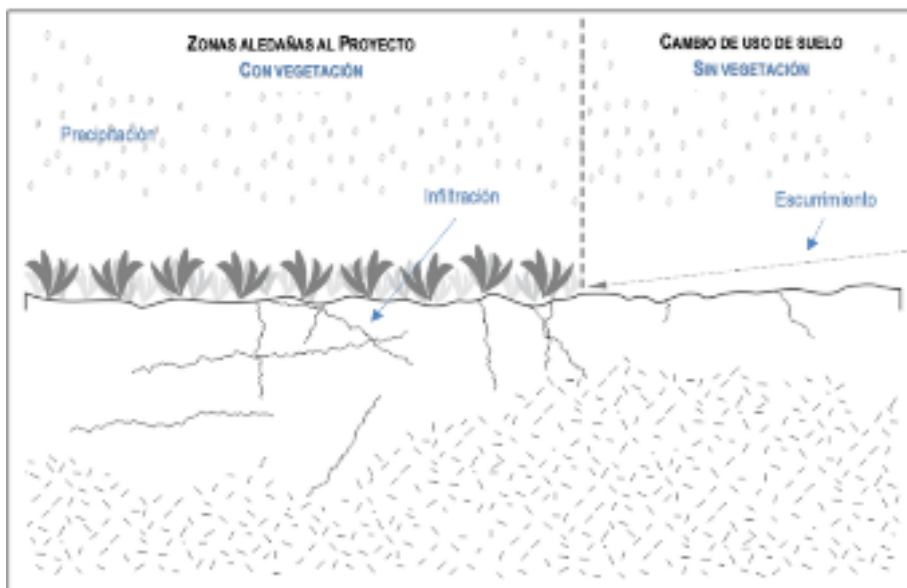 ZONAS ALEDAÑAS AL PROYECTO
CON VEGETACIÓN
CAMBIO DE USO DE SUELO
SIN VEGETACIÓN
Precipitación
Infiltración
Escurrimiento